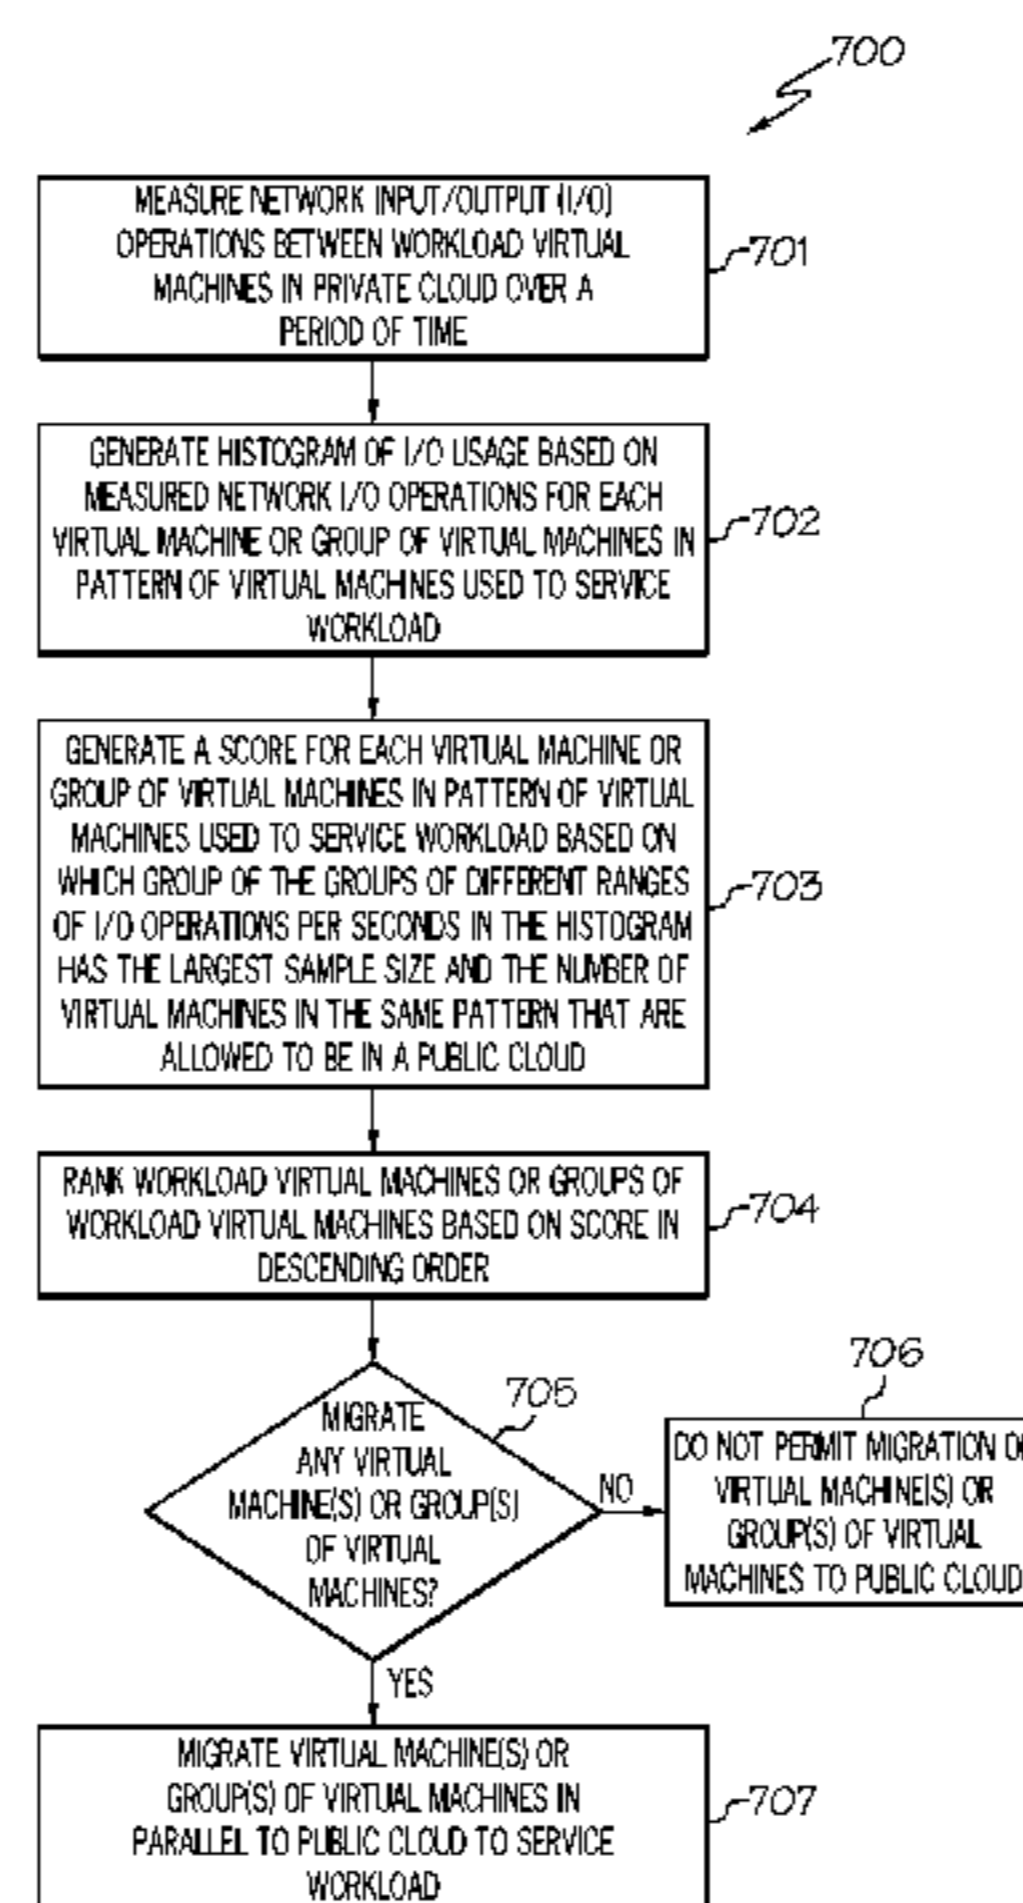 700
MEASURE NETWORK INPUT/OUTPUT (I/O)
OPERATIONS BETWEEN WORKLOAD VIRTUAL
MACHINES IN PRIVATE CLOUD OVER A
PERIOD OF TIME
701
GENERATE HISTOGRAM OF I/O USAGE BASED ON
MEASURED NETWORK I/O OPERATIONS FOR EACH
VIRTUAL MACHINE OR GROUP OF VIRTUAL MACHINES IN
PATTERN OF VIRTUAL MACHINES USED TO SERVICE
WORKLOAD
702
GENERATE A SCORE FOR EACH VIRTUAL MACHINE OR
GROUP OF VIRTUAL MACHINES IN PATTERN OF VIRTUAL
MACHINES USED TO SERVICE WORKLOAD BASED ON
WHICH GROUP OF THE GROUPS OF DIFFERENT RANGES
OF I/O OPERATIONS PER SECONDS IN THE HISTOGRAM
HAS THE LARGEST SAMPLE SIZE AND THE NUMBER OF
VIRTUAL MACHINES IN THE SAME PATTERN THAT ARE
ALLOWED TO BE IN A PUBLIC CLOUD
703
RANK WORKLOAD VIRTUAL MACHINES OR GROUPS OF
WORKLOAD VIRTUAL MACHINES BASED ON SCORE IN
DESCENDING ORDER
704
MIGRATE
ANY VIRTUAL
MACHINE(S) OR GROUP(S)
OF VIRTUAL
MACHINES?
705
NO
706
DO NOT PERMIT MIGRATION
VIRTUAL MACHINE(S) OR
GROUP(S) OF VIRTUAL
MACHINES TO PUBLIC CLOUD
YES
MIGRATE VIRTUAL MACHINE(S) OR
GROUP(S) OF VIRTUAL MACHINES IN
PARALLEL TO PUBLIC CLOUD TO SERVICE
WORKLOAD
707